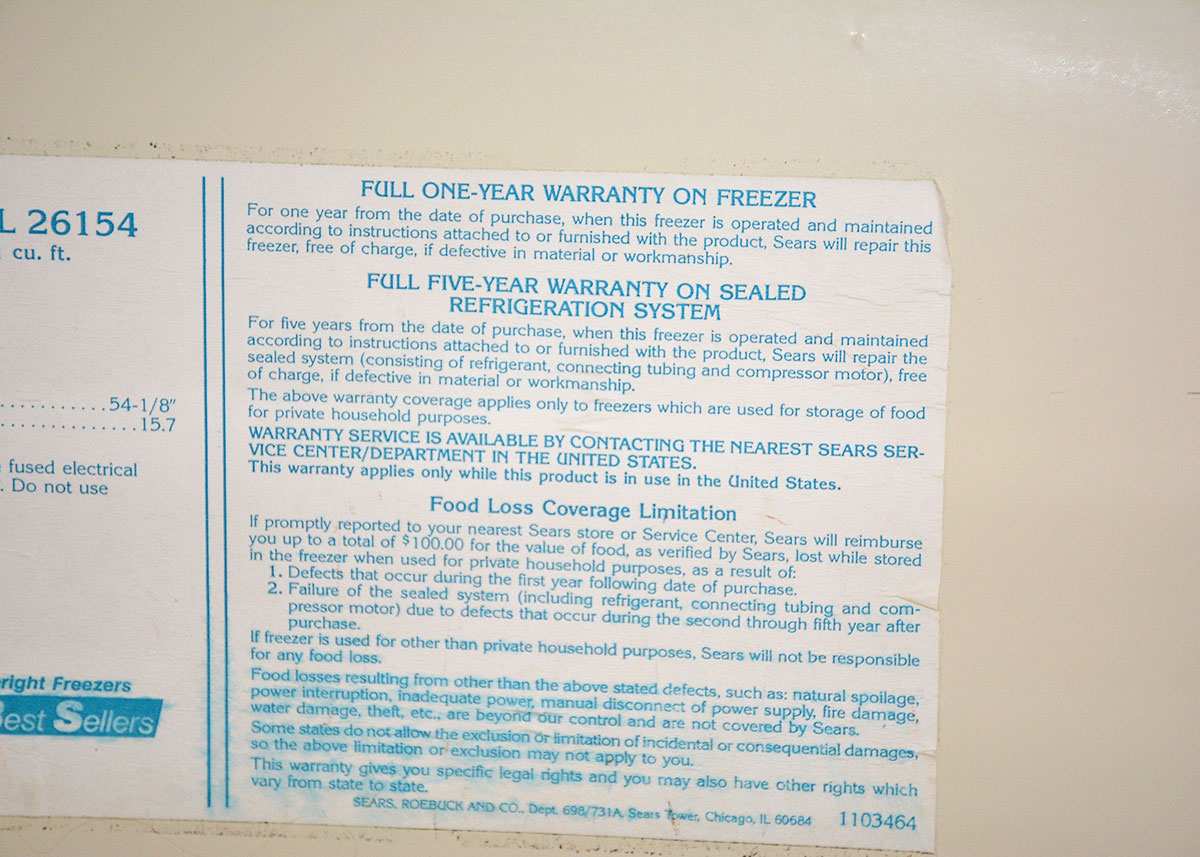 L 26154
cu. ft.
...........54-1/8"
..............15.7
fused electrical
. Do not use
right Freezers
Best Sellers
FULL ONE-YEAR WARRANTY ON FREEZER
For one year from the date of purchase, when this freezer is operated and maintained
according to instructions attached to or furnished with the product, Sears will repair this
freezer, free of charge, if defective in material or workmanship.
FULL FIVE-YEAR WARRANTY ON SEALED
REFRIGERATION SYSTEM
For five years from the date of purchase, when this freezer is operated and maintained
according to instructions attached to or furnished with the product, Sears will repair the
sealed system (consisting of refrigerant, connecting tubing and compressor motor), free
of charge, if defective in material or workmanship.
The above warranty coverage applies only to freezers which are used for storage of food
for private household purposes.
WARRANTY SERVICE IS AVAILABLE BY CONTACTING THE NEAREST SEARS SER-
VICE CENTER/DEPARTMENT IN THE UNITED STATES.
This warranty applies only while this product is in use in the United States.
Food Loss Coverage Limitation
If promptly reported to your nearest Sears store or Service Center, Sears will reimburse
you up to a total of $100.00 for the value of food, as verified by Sears, lost while stored
in the freezer when used for private household purposes, as a result of:
1. Defects that occur during the first year following date of purchase.
2. Failure of the sealed system (including refrigerant, connecting tubing and com-
pressor motor) due to defects that occur during the second through fifth year after
purchase.
If freezer is used for other than private household purposes, Sears will not be responsible
for any food loss.
Food losses resulting from other than the above stated defects, such as: natural spoilage,
power interruption, inadequate power, manual disconnect of power supply, fire damage,
water damage, theft, etc., are beyond our control and are not covered by Sears.
Some states do not allow the exclusion or limitation of incidental or consequential damages,
so the above limitation or exclusion may not apply to you.
This warranty gives you specific legal rights and you may also have other rights which
vary from state to state.
SEARS, ROEBUCK AND CO., Dept. 698/731A, Sears Tower, Chicago, IL 60684 1103464